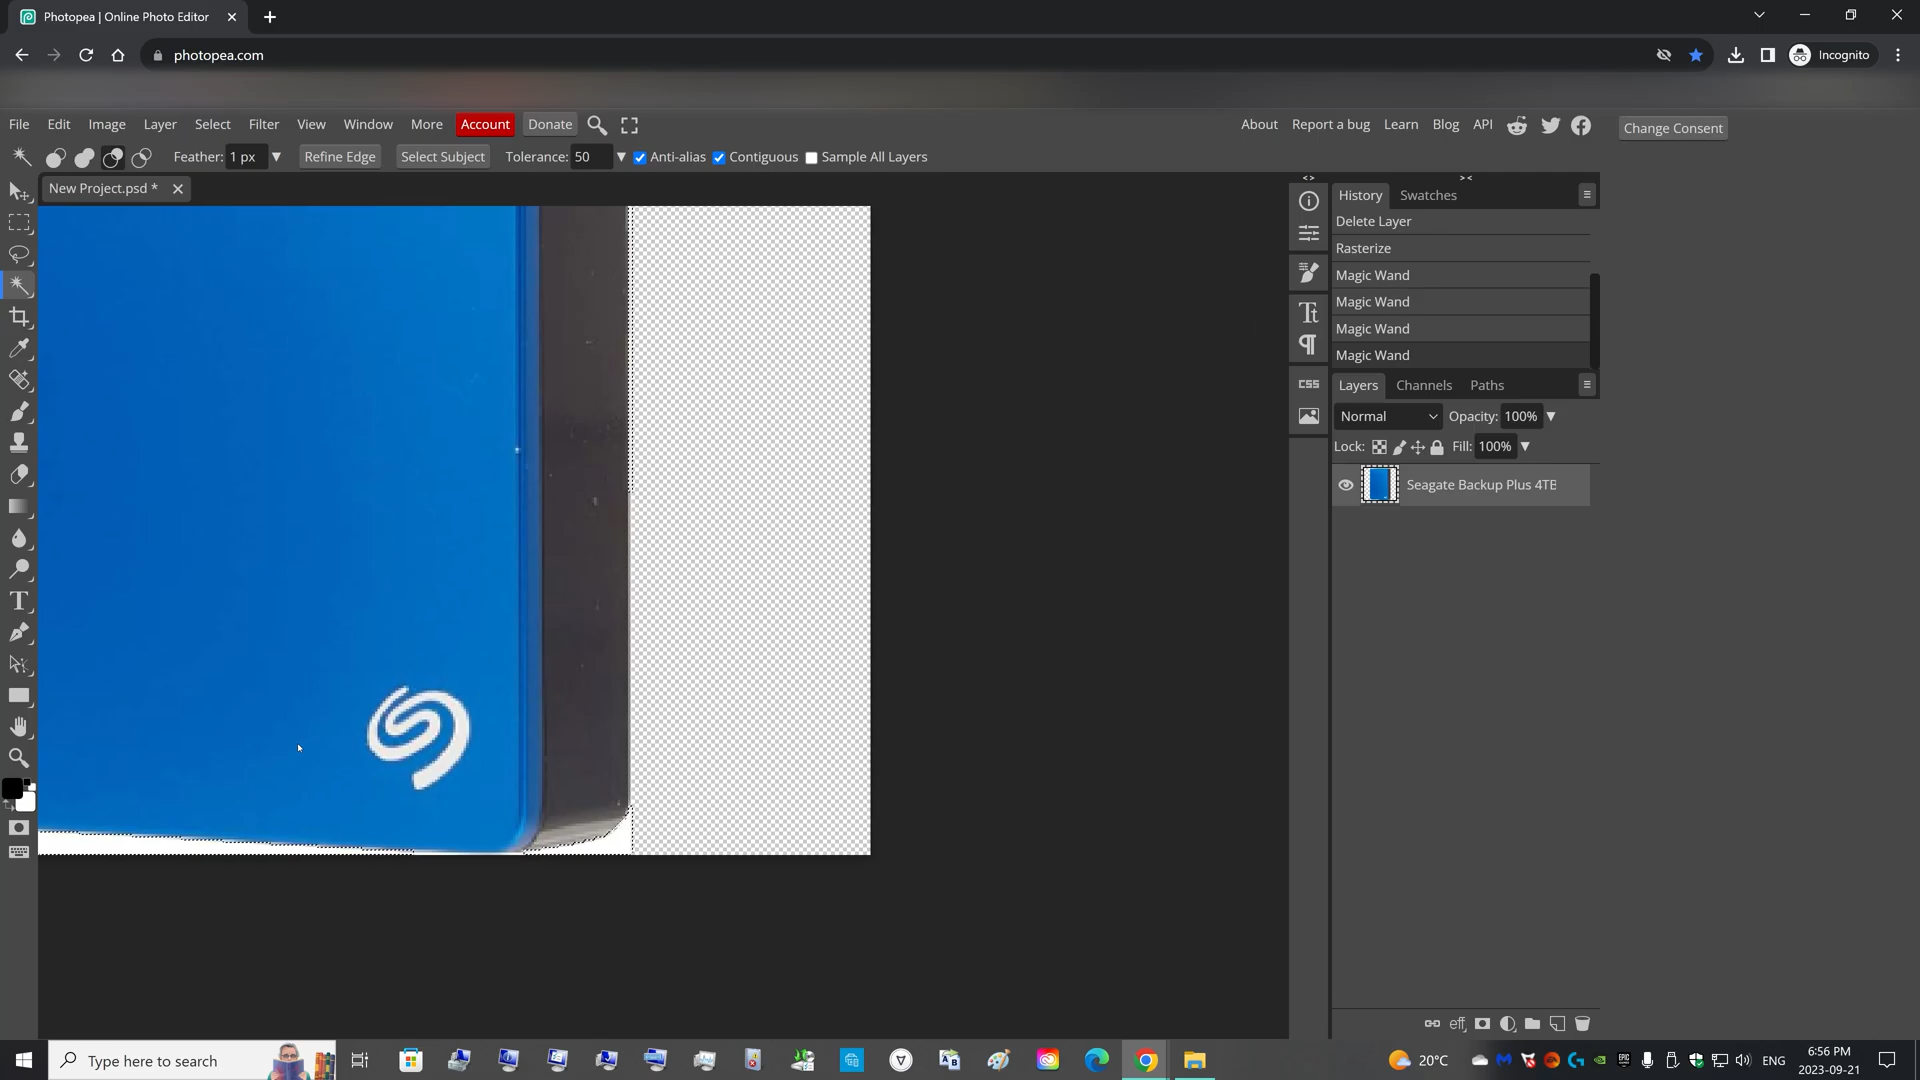 Photopea | Online Photo Editor
photopea.com
Incognito
File Edit Image Layer Select Filter View Window More Account Donate
About Report a bug Learn Blog API
Change Consent
Feather: 1 px Refine Edge Select Subject Tolerance: 50 Anti-alias Contiguous Sample All Layers
New Project.psd *
History Swatches
Delete Layer
Rasterize
Magic Wand
Magic Wand
Magic Wand
Magic Wand
CSS
Layers Channels Paths
Normal Opacity: 100%
Lock: Fill: 100%
Seagate Backup Plus 4TB
eff
Type here to search
20°C
ENG
6:56 PM
2023-09-21